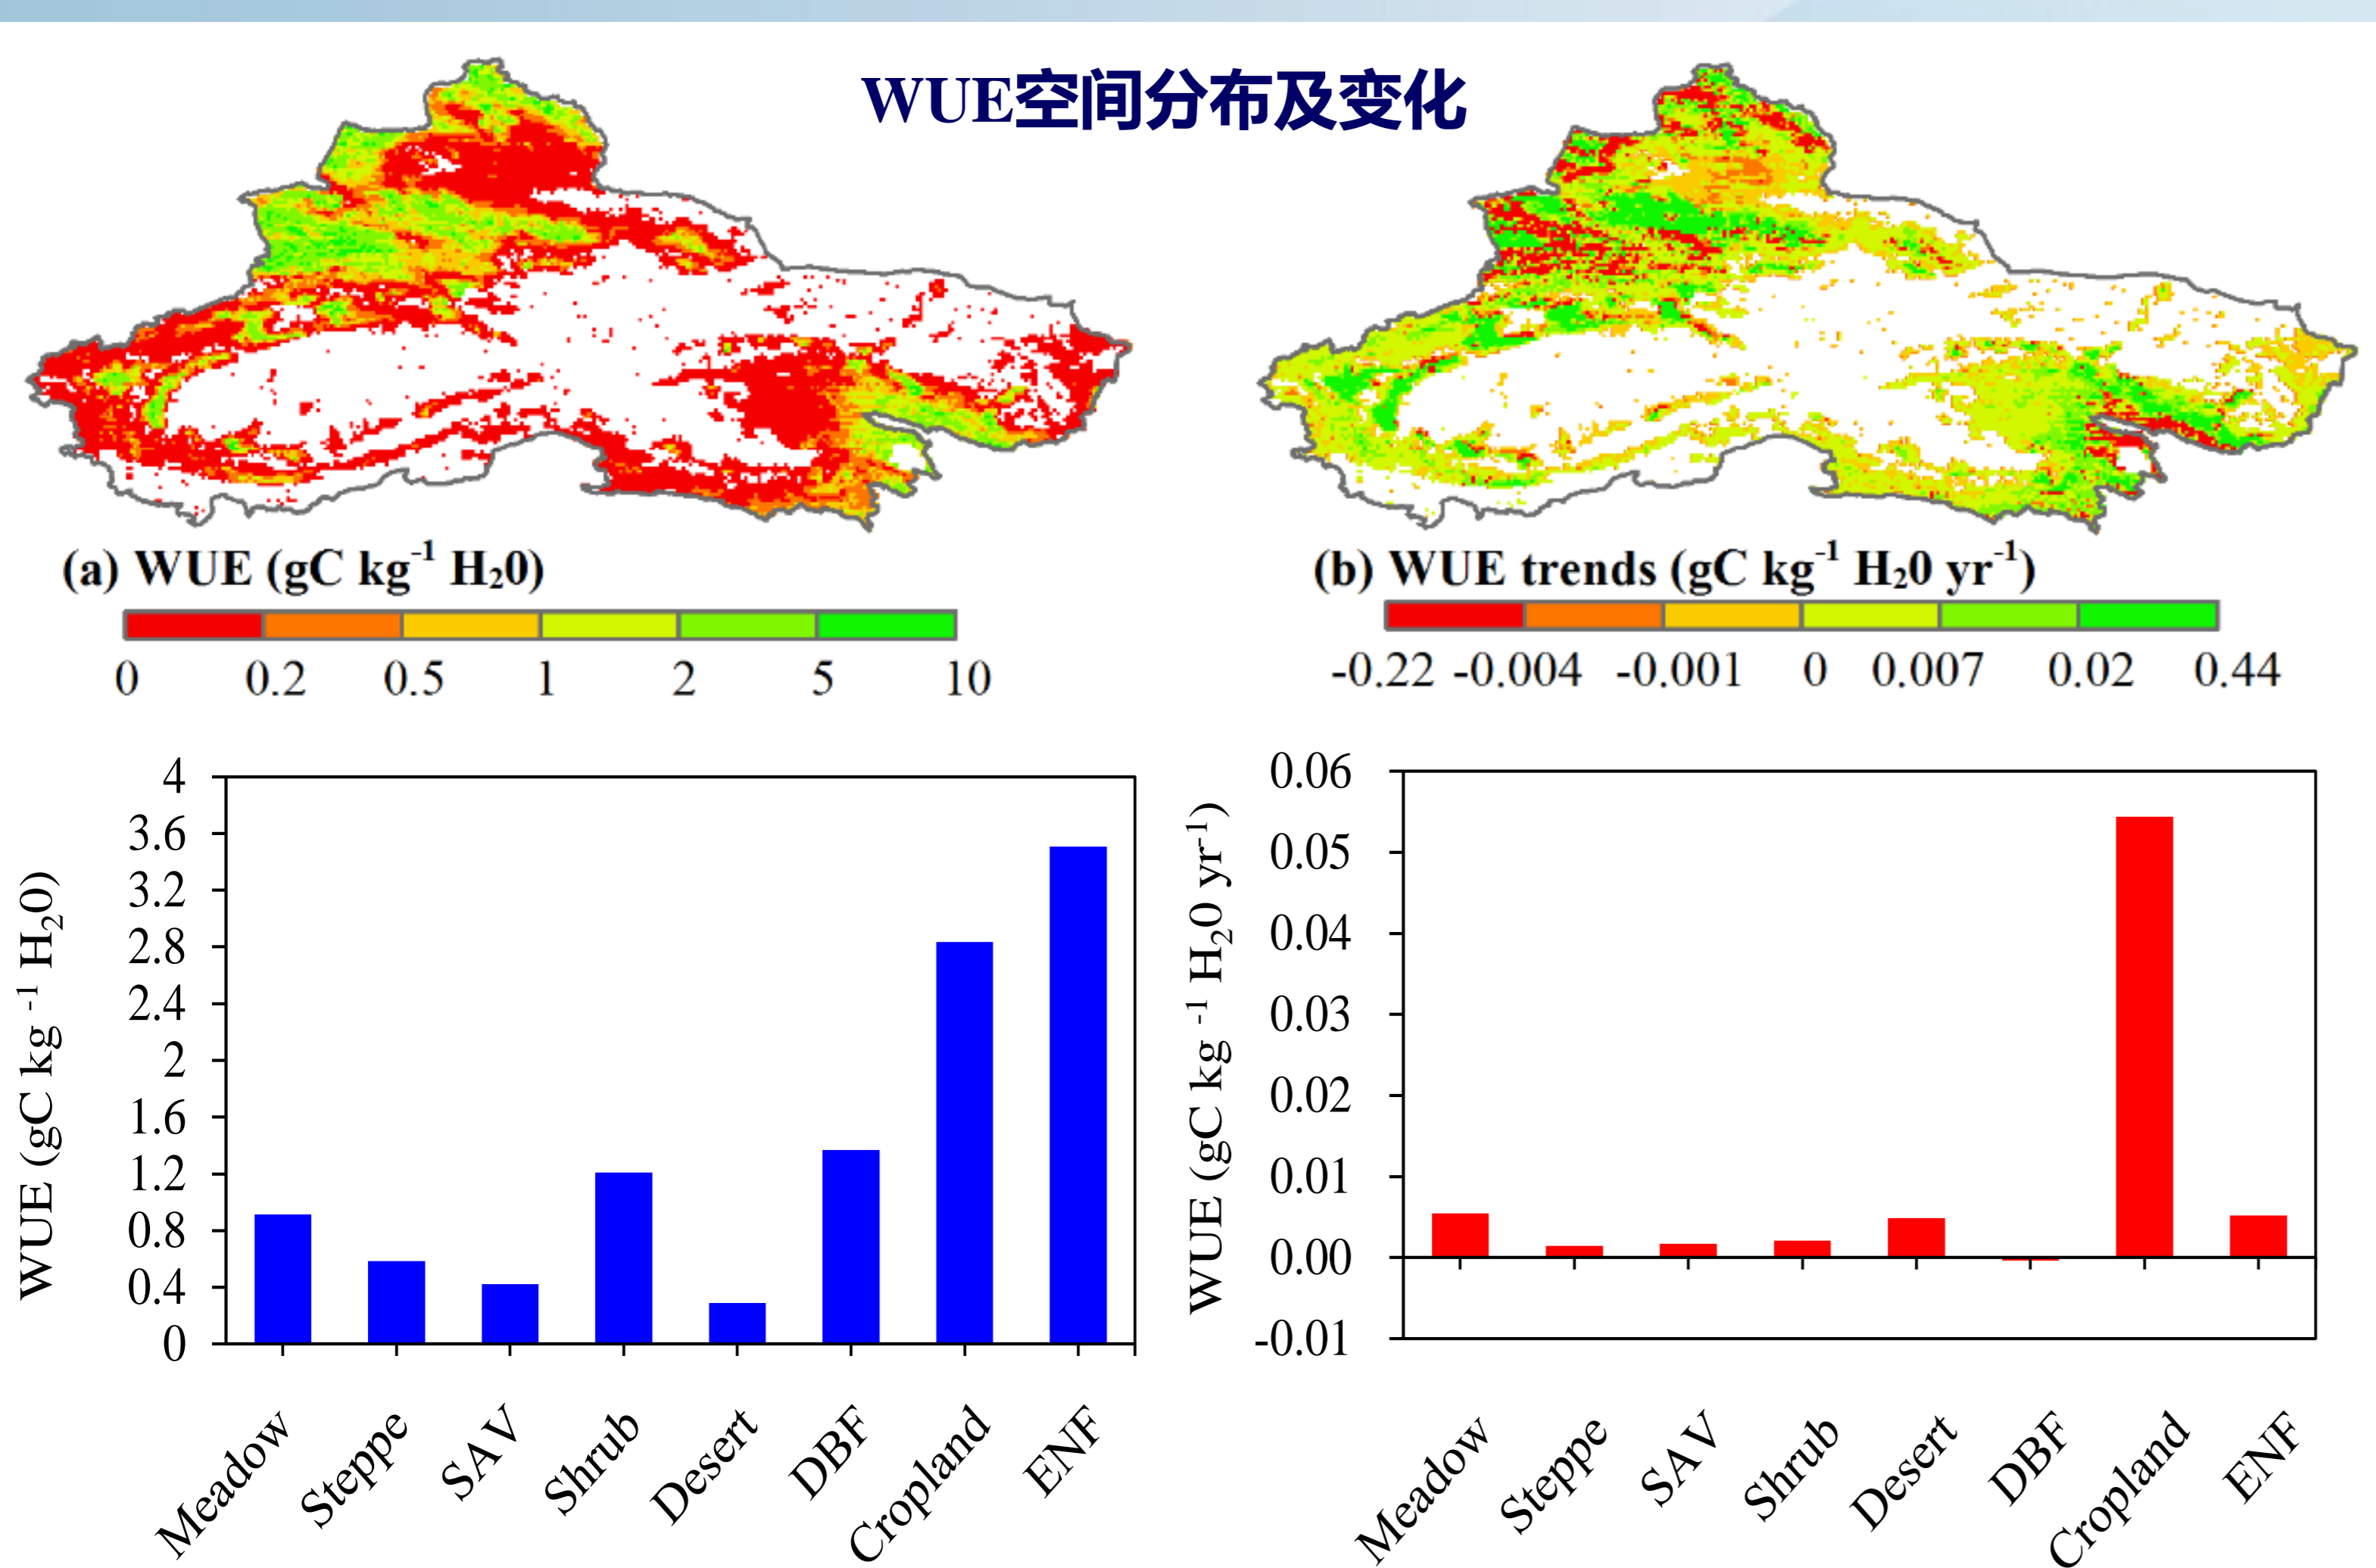 WUE空间分布及变化
(a) WUE (gC kg-1 H20)
0 0.2 0.5 1 2 5 10
(b) WUE trends (gC kg-1 H20 yr-1)
-0.22 -0.004 -0.001 0 0.007 0.02 0.44
WUE (gC kg -1 H20)
4
3.6
3.2
2.8
2.4
2
1.6
1.2
0.8
0.4
0
Meadow Steppe SAV Shrub Desert DBF Cropland ENF
WUE (gC kg -1 H20 yr-1)
0.06
0.05
0.04
0.03
0.02
0.01
0.00
-0.01
Meadow Steppe SAV Shrub Desert DBF Cropland ENF